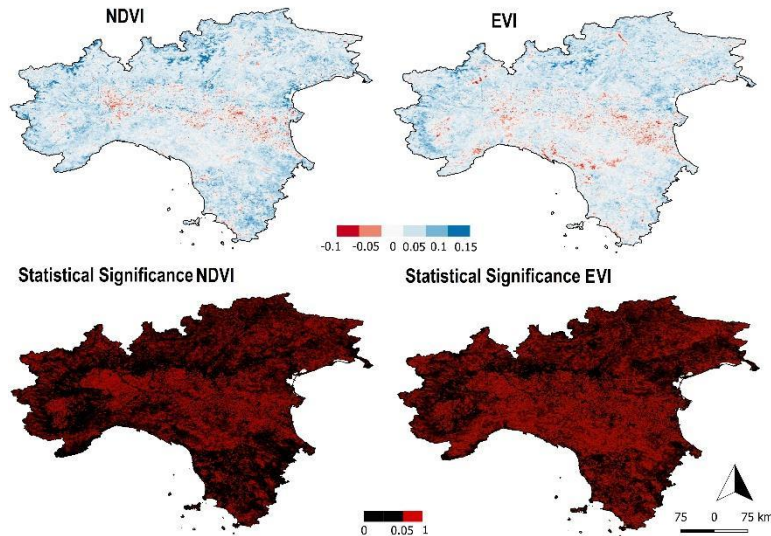 NDVI
EVI
-0.1 -0.05 0 0.05 0.1 0.15
Statistical Significance NDVI
Statistical Significance EVI
0 0.05 1
75 0 75 km